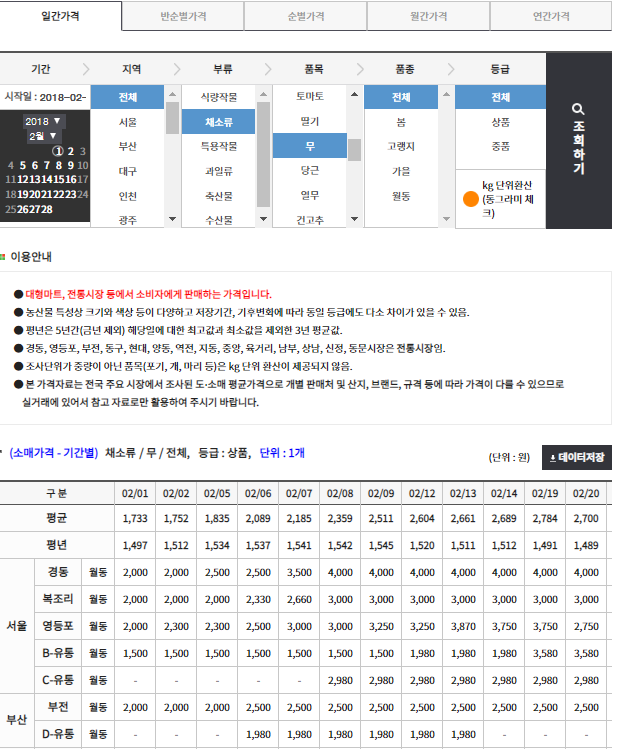 일간가격 반순별가격 순별가격 월간가격 연간가격
기간 지역 부류 품목 품종 등급
시작일 : 2018-02-
2018 ▼
2월 ▼
1 2 3
4 5 6 7 8 9 10
11 12 13 14 15 16 17
18 19 20 21 22 23 24
25 26 27 28
전체
서울
부산
대구
인천
광주
식량작물
채소류
특용작물
과일류
축산물
수산물
토마토
딸기
무
당근
열무
건고추
전체
봄
고랭지
가을
월동
전체
상품
중품
kg 단위환산
(동그라미 체
크)
조회하기
이용안내
● 대형마트, 전통시장 등에서 소비자에게 판매하는 가격입니다.
● 농산물 특성상 크기와 색상 등이 다양하고 저장기간, 기후변화에 따라 동일 등급에도 다소 차이가 있을 수 있음.
● 평년은 5년간(금년 제외) 해당일에 대한 최고값과 최소값을 제외한 3년 평균값.
● 경동, 영등포, 부전, 동구, 현대, 양동, 역전, 지동, 중앙, 육거리, 남부, 상남, 신정, 동문시장은 전통시장임.
● 조사단위가 중량이 아닌 품목(포기, 개, 마리 등)은 kg 단위 환산이 제공되지 않음.
● 본 가격자료는 전국 주요 시장에서 조사된 도·소매 평균가격으로 개별 판매처 및 산지, 브랜드, 규격 등에 따라 가격이 다를 수 있으므로
실거래에 있어서 참고 자료로만 활용하여 주시기 바랍니다.
(소매가격 - 기간별) 채소류 / 무 / 전체, 등급 : 상품, 단위 : 1개 (단위 : 원) 데이터저장
구 분 02/01 02/02 02/05 02/06 02/07 02/08 02/09 02/12 02/13 02/14 02/19 02/20
평균 1,733 1,752 1,835 2,089 2,185 2,359 2,511 2,604 2,661 2,689 2,784 2,700
평년 1,497 1,512 1,534 1,537 1,541 1,542 1,545 1,520 1,511 1,512 1,491 1,489
서울 경동 월동 2,000 2,000 2,500 2,500 3,500 4,000 4,000 4,000 4,000 4,000 4,000 4,000
복조리 월동 2,000 2,000 2,000 2,330 2,660 3,000 3,000 3,000 3,000 3,000 3,000 3,000
영등포 월동 2,000 2,300 2,300 2,500 3,000 3,000 3,250 3,250 3,870 3,750 3,750 2,750
B-유통 월동 1,500 1,500 1,500 1,500 1,500 1,500 1,500 1,980 1,980 1,980 3,580 3,580
C-유통 월동 - - - - - 2,980 2,980 2,980 2,980 2,980 2,980 2,980
부산 부전 월동 2,000 2,000 2,000 2,500 2,500 2,500 2,500 2,500 2,500 2,500 2,500 2,500
D-유통 월동 - - - 1,980 1,980 1,980 1,980 1,980 1,980 - - -